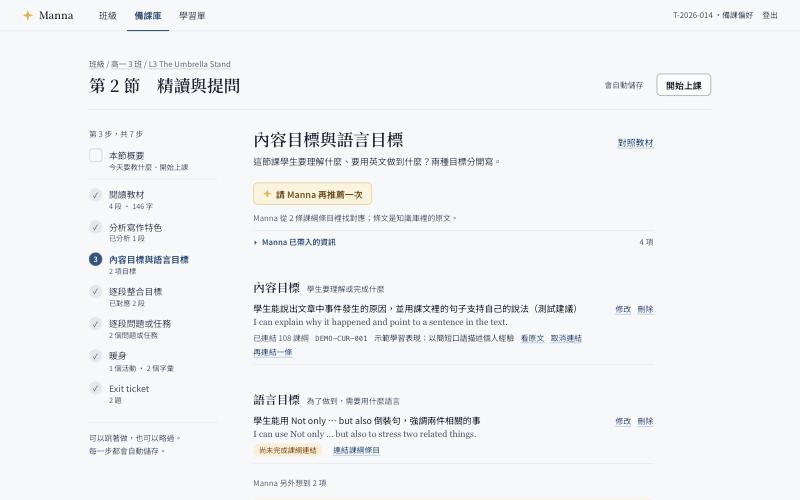 Manna 班級 備課庫 學習單 T-2026-014・備課偏好 登出
班級 / 高一 3 班 / L3 The Umbrella Stand
第 2 節　精讀與提問
會自動儲存 開始上課
第 3 步，共 7 步
本節概要
今天要教什麼・開始上課
閱讀教材
4 段・146 字
分析寫作特色
已分析 1 段
3 內容目標與語言目標
2 項目標
逐段整合目標
已對應 2 段
逐段問題或任務
2 個問題或任務
暖身
1 個活動・2 個字彙
Exit ticket
2 題
可以跳著做，也可以略過。
每一步都會自動儲存。
內容目標與語言目標 對照教材
這節課學生要理解什麼、要用英文做到什麼？兩種目標分開寫。
請 Manna 再推薦一次
Manna 從 2 條課綱條目裡找對應；條文是知識庫裡的原文。
Manna 已帶入的資訊 4 項
內容目標 學生要理解或完成什麼
學生能說出文章中事件發生的原因，並用課文裡的句子支持自己的說法（測試建議） 修改 刪除
I can explain why it happened and point to a sentence in the text.
已連結 108 課綱 DEMO-CUR-001 示範學習表現：以簡短口語描述個人經驗 看原文 取消連結
再連結一條
語言目標 為了做到，需要用什麼語言
學生能用 Not only … but also 倒裝句，強調兩件相關的事 修改 刪除
I can use Not only ... but also to stress two related things.
尚未完成課綱連結 連結課綱條目
Manna 另外想到 2 項